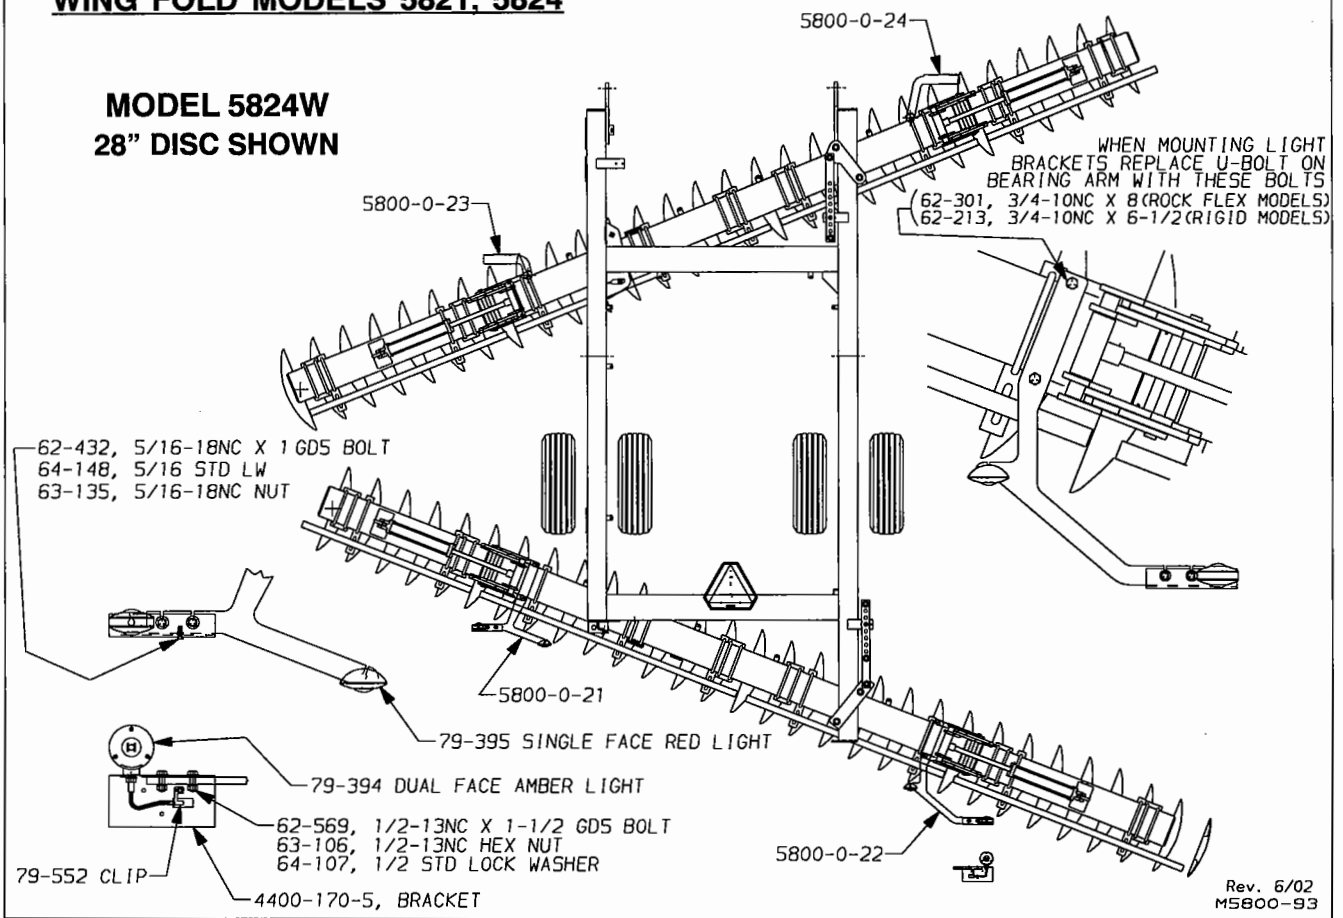 WING FOLD MODELS 5821, 5824
MODEL 5824W
28" DISC SHOWN
5800-0-24
5800-0-23
WHEN MOUNTING LIGHT
BRACKETS REPLACE U-BOLT ON
BEARING ARM WITH THESE BOLTS
62-301, 3/4-10NC X 8(ROCK FLEX MODELS)
62-213, 3/4-10NC X 6-1/2(RIGID MODELS)
62-432, 5/16-18NC X 1 GD5 BOLT
64-148, 5/16 STD LW
63-135, 5/16-18NC NUT
5800-0-21
79-395 SINGLE FACE RED LIGHT
79-394 DUAL FACE AMBER LIGHT
62-569, 1/2-13NC X 1-1/2 GD5 BOLT
63-106, 1/2-13NC HEX NUT
64-107, 1/2 STD LOCK WASHER
5800-0-22
79-552 CLIP
4400-170-5, BRACKET
Rev. 6/02
M5800-93